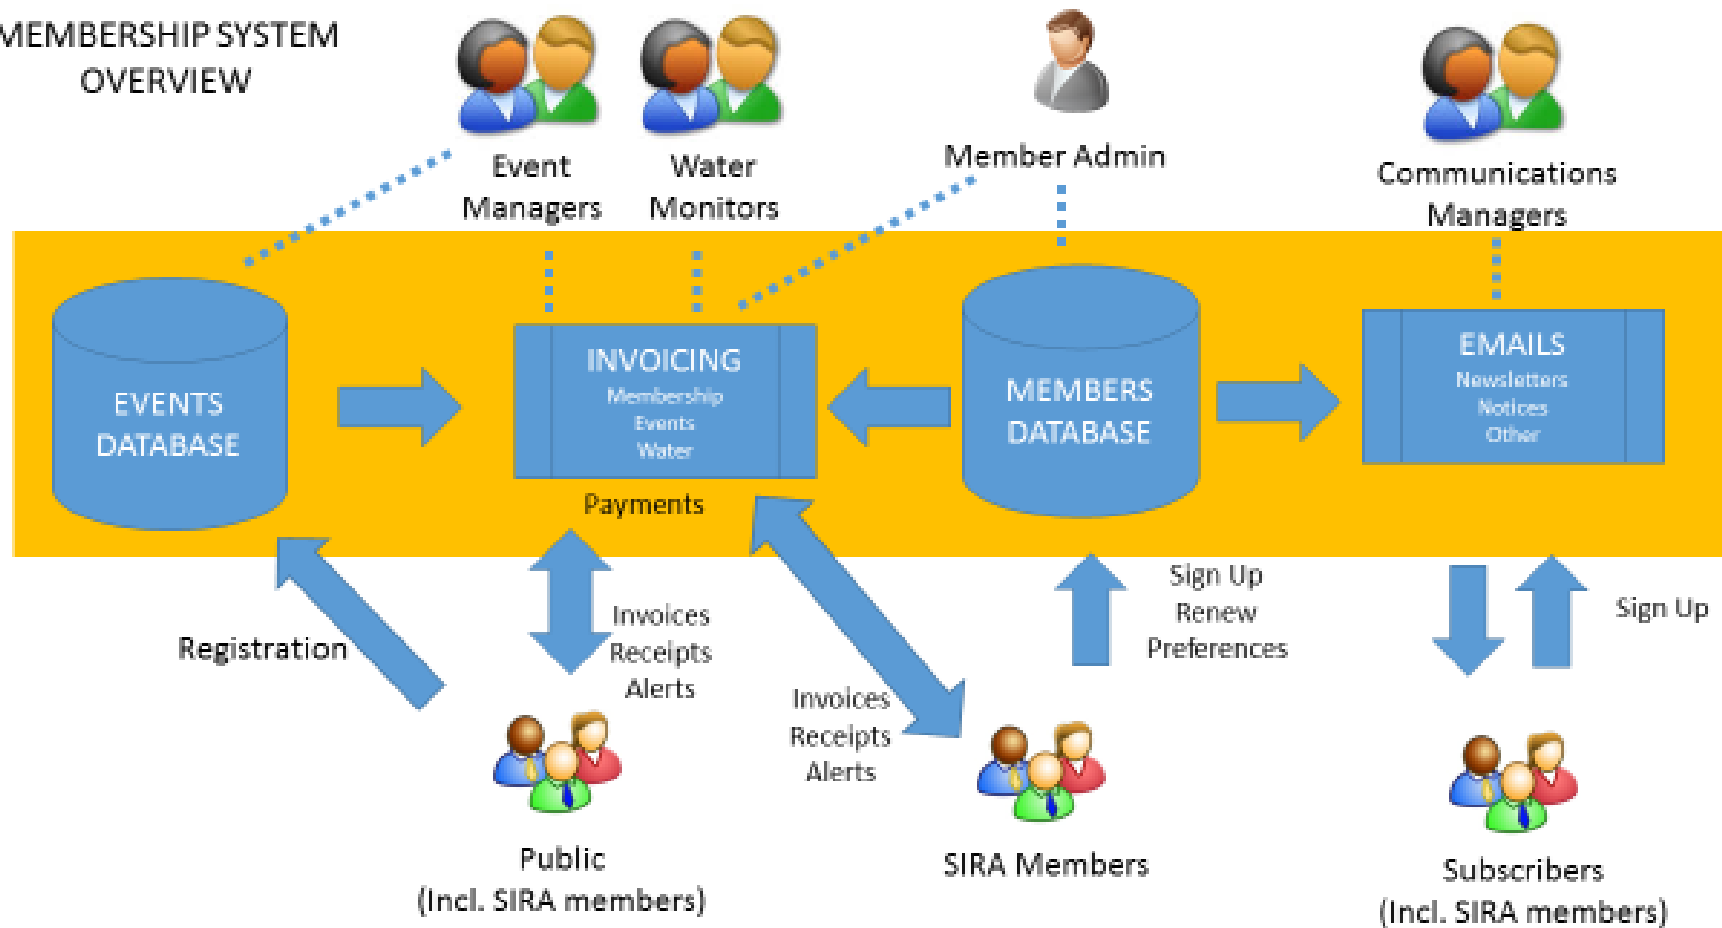 MEMBERSHIP SYSTEM
OVERVIEW
Event
Managers
Water
Monitors
Member Admin
Communications
Managers
EVENTS
DATABASE
INVOICING
Membership
Events
Water
Payments
MEMBERS
DATABASE
EMAILS
Newsletters
Notices
Other
Registration
Invoices
Receipts
Alerts
Invoices
Receipts
Alerts
Sign Up
Renew
Preferences
Sign Up
Public
(Incl. SIRA members)
SIRA Members
Subscribers
(Incl. SIRA members)